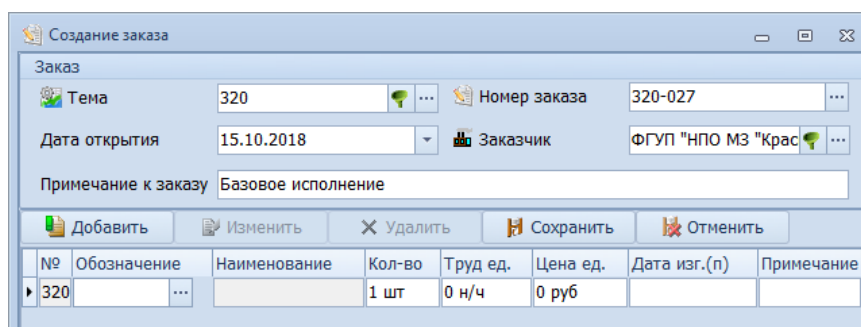 Создание заказа
Заказ
Тема 320 ... Номер заказа 320-027 ...
Дата открытия 15.10.2018 Заказчик ФГУП "НПО МЗ "Крас ...
Примечание к заказу Базовое исполнение
Добавить Изменить Удалить Сохранить Отменить
№ Обозначение Наименование Кол-во Труд ед. Цена ед. Дата изг.(п) Примечание
320 ... 1 шт 0 н/ч 0 руб